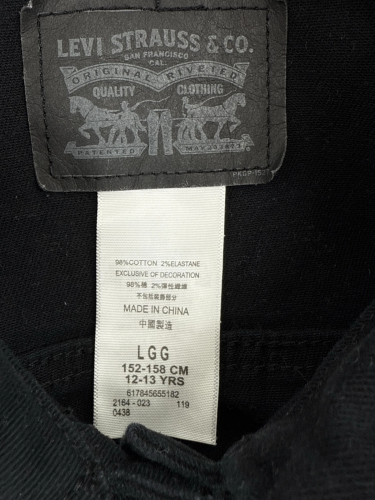 LEVI STRAUSS & CO.
SAN FRANCISCO
CAL.
ORIGINAL RIVETED
QUALITY CLOTHING
PATENTED MAY 20 1873
98%COTTON 2%ELASTANE
EXCLUSIVE OF DECORATION
98%棉 2%彈性纖維
不包括裝飾部分
MADE IN CHINA
中國製造
LGG
152-158 CM
12-13 YRS
617845655182
2164-023 119
0438